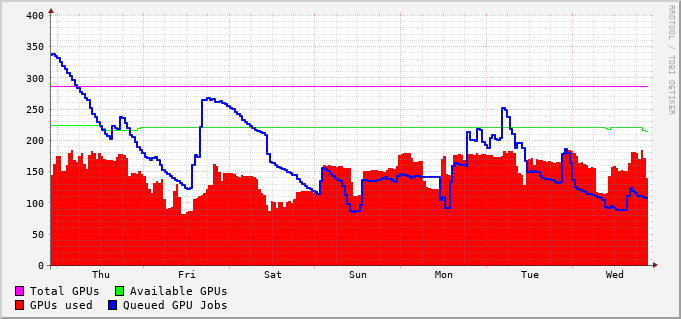 400
350
300
250
200
150
100
50
0
Thu Fri Sat Sun Mon Tue Wed
Total GPUs Available GPUs
GPUs used Queued GPU Jobs
RRDTOOL / TOBI OETIKER